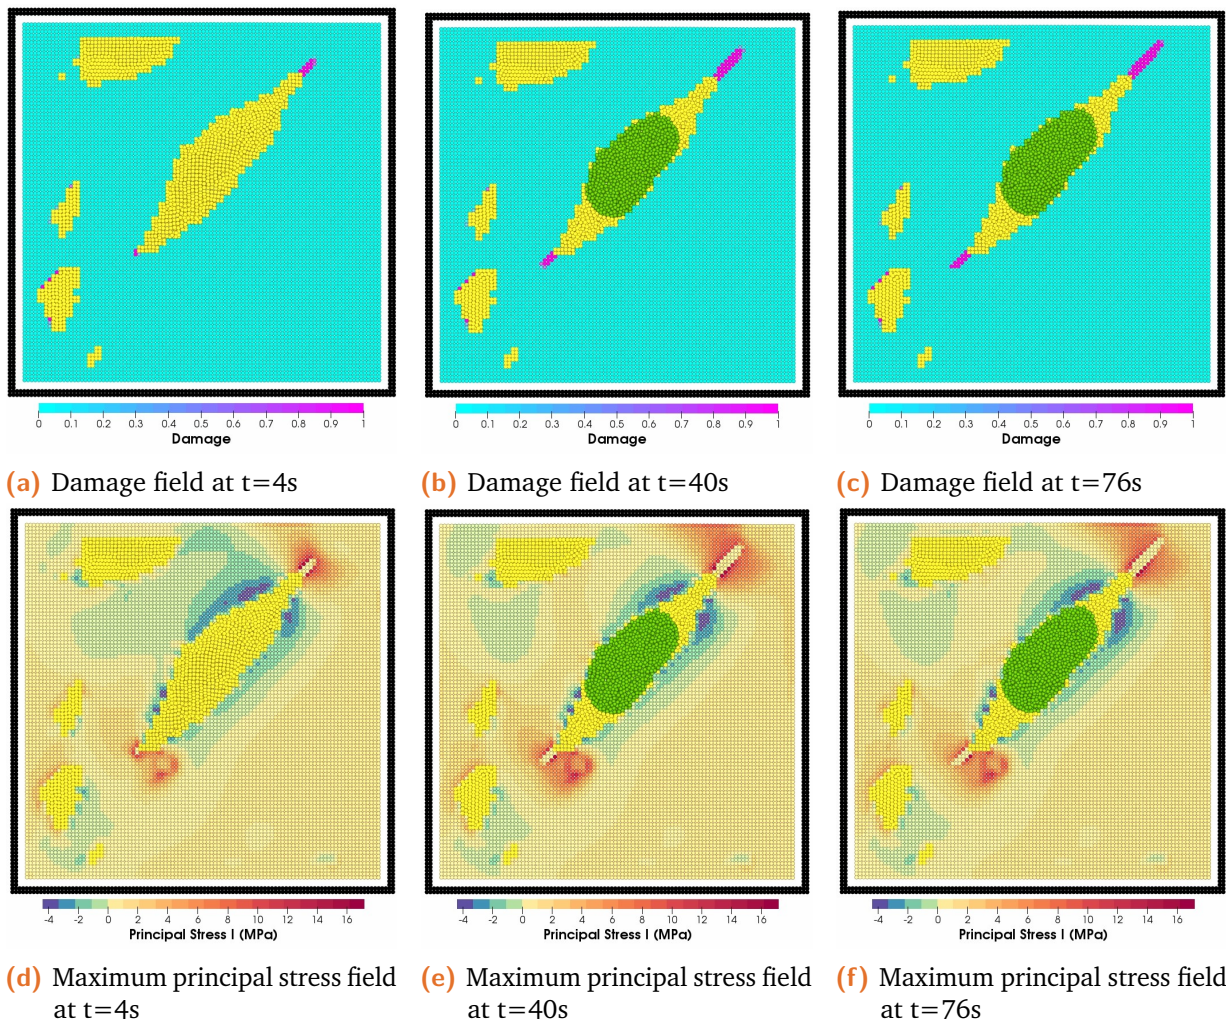 0 0.1 0.2 0.3 0.4 0.5 0.6 0.7 0.8 0.9 1
Damage
(a) Damage field at t=4s
0 0.1 0.2 0.3 0.4 0.5 0.6 0.7 0.8 0.9 1
Damage
(b) Damage field at t=40s
0 0.1 0.2 0.3 0.4 0.5 0.6 0.7 0.8 0.9 1
Damage
(c) Damage field at t=76s
-4 -2 0 2 4 6 8 10 12 14 16
Principal Stress I (MPa)
(d) Maximum principal stress field
at t=4s
-4 -2 0 2 4 6 8 10 12 14 16
Principal Stress I (MPa)
(e) Maximum principal stress field
at t=40s
-4 -2 0 2 4 6 8 10 12 14 16
Principal Stress I (MPa)
(f) Maximum principal stress field
at t=76s